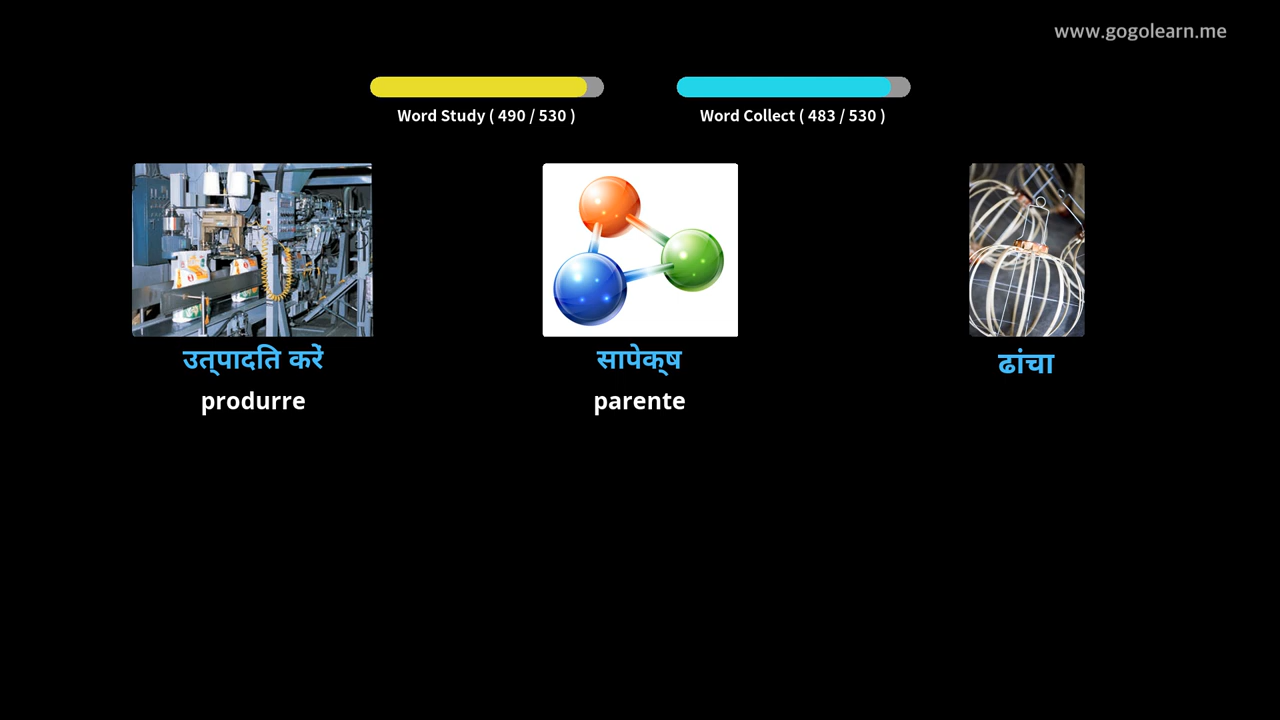 www.gogolearn.me
Word Study ( 490 / 530 )
Word Collect ( 483 / 530 )
उत्पादति करें
produrre
सापेक्ष
parente
ढांचा